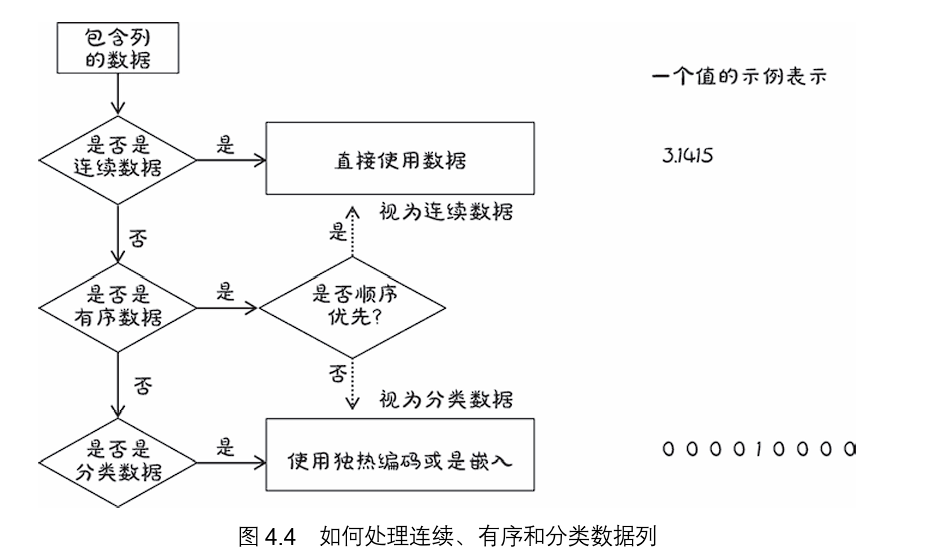 包含列
的数据
一个值的示例表示
是否是
连续数据
是
直接使用数据
3.1415
否
是
视为连续数据
是否是
有序数据
是
是否顺序
优先?
否
否
视为分类数据
是否是
分类数据
是
使用独热编码或是嵌入
0 0 0 0 1 0 0 0 0
图 4.4 如何处理连续、有序和分类数据列